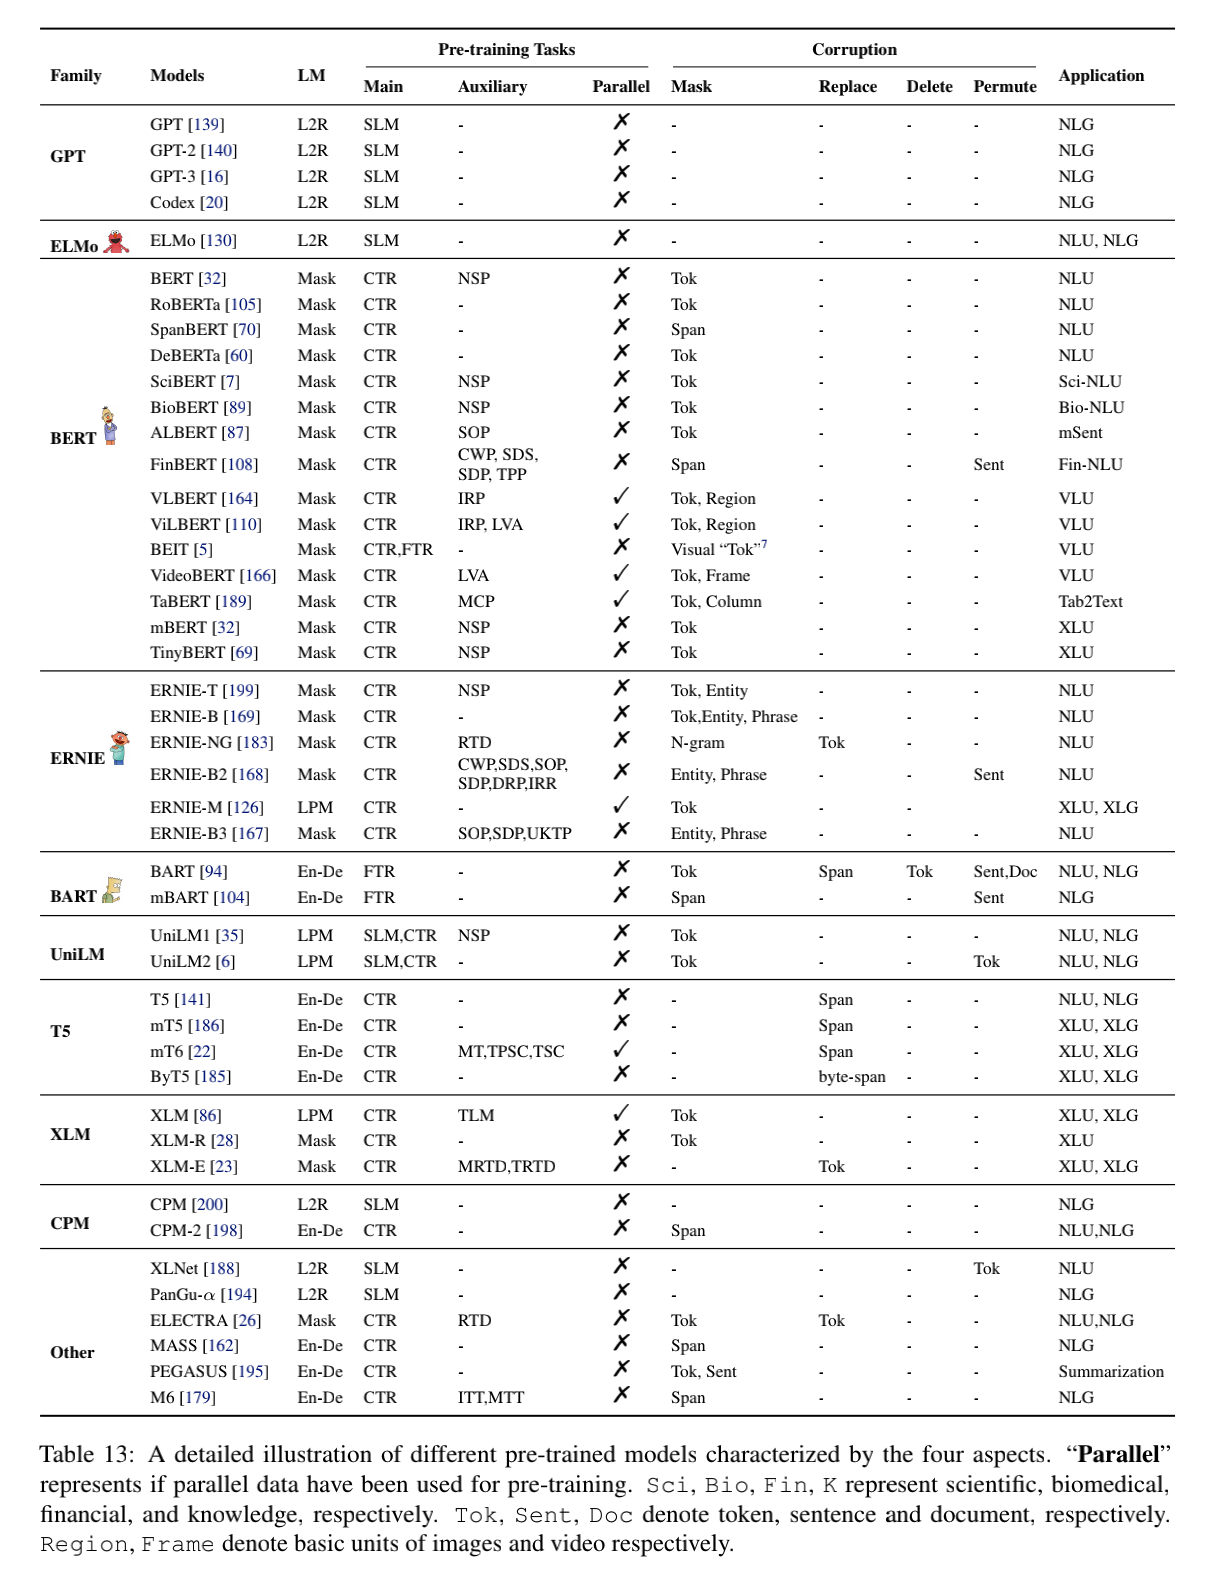 Pre-training Tasks Corruption
Family Models LM Application
Main Auxiliary Parallel Mask Replace Delete Permute
GPT
GPT [139] L2R SLM - ✗ - - - - NLG
GPT-2 [140] L2R SLM - ✗ - - - - NLG
GPT-3 [16] L2R SLM - ✗ - - - - NLG
Codex [20] L2R SLM - ✗ - - - - NLG
ELMo ELMo [130] L2R SLM - ✗ - - - - NLU, NLG
BERT
BERT [32] Mask CTR NSP ✗ Tok - - - NLU
RoBERTa [105] Mask CTR - ✗ Tok - - - NLU
SpanBERT [70] Mask CTR - ✗ Span - - - NLU
DeBERTa [60] Mask CTR - ✗ Tok - - - NLU
SciBERT [7] Mask CTR NSP ✗ Tok - - - Sci-NLU
BioBERT [89] Mask CTR NSP ✗ Tok - - - Bio-NLU
ALBERT [87] Mask CTR SOP ✗ Tok - - - mSent
CWP, SDS,
FinBERT [108] Mask CTR ✗ Span - - Sent Fin-NLU
SDP, TPP
VLBERT [164] Mask CTR IRP ✓ Tok, Region - - - VLU
ViLBERT [110] Mask CTR IRP, LVA ✓ Tok, Region - - - VLU
BEIT [5] Mask CTR,FTR - ✗ Visual “Tok”7 - - - VLU
VideoBERT [166] Mask CTR LVA ✓ Tok, Frame - - - VLU
TaBERT [189] Mask CTR MCP ✓ Tok, Column - - - Tab2Text
mBERT [32] Mask CTR NSP ✗ Tok - - - XLU
TinyBERT [69] Mask CTR NSP ✗ Tok - - - XLU
ERNIE
ERNIE-T [199] Mask CTR NSP ✗ Tok, Entity - - - NLU
ERNIE-B [169] Mask CTR - ✗ Tok,Entity, Phrase - - - NLU
ERNIE-NG [183] Mask CTR RTD ✗ N-gram Tok - - NLU
CWP,SDS,SOP,
ERNIE-B2 [168] Mask CTR ✗ Entity, Phrase - - Sent NLU
SDP,DRP,IRR
ERNIE-M [126] LPM CTR - ✓ Tok - - XLU, XLG
ERNIE-B3 [167] Mask CTR SOP,SDP,UKTP ✗ Entity, Phrase - - - NLU
BART
BART [94] En-De FTR - ✗ Tok Span Tok Sent,Doc NLU, NLG
mBART [104] En-De FTR - ✗ Span - - Sent NLG
UniLM
UniLM1 [35] LPM SLM,CTR NSP ✗ Tok - - - NLU, NLG
UniLM2 [6] LPM SLM,CTR - ✗ Tok - - Tok NLU, NLG
T5
T5 [141] En-De CTR - ✗ - Span - - NLU, NLG
mT5 [186] En-De CTR - ✗ - Span - - XLU, XLG
mT6 [22] En-De CTR MT,TPSC,TSC ✓ - Span - - XLU, XLG
ByT5 [185] En-De CTR - ✗ - byte-span - - XLU, XLG
XLM
XLM [86] LPM CTR TLM ✓ Tok - - - XLU, XLG
XLM-R [28] Mask CTR - ✗ Tok - - - XLU
XLM-E [23] Mask CTR MRTD,TRTD ✗ - Tok - - XLU, XLG
CPM
CPM [200] L2R SLM - ✗ - - - - NLG
CPM-2 [198] En-De CTR - ✗ Span - - - NLU,NLG
Other
XLNet [188] L2R SLM - ✗ - - - Tok NLU
PanGu-α [194] L2R SLM - ✗ - - - - NLG
ELECTRA [26] Mask CTR RTD ✗ Tok Tok - - NLU,NLG
MASS [162] En-De CTR - ✗ Span - - - NLG
PEGASUS [195] En-De CTR - ✗ Tok, Sent - - - Summarization
M6 [179] En-De CTR ITT,MTT ✗ Span - - - NLG
Table 13: A detailed illustration of different pre-trained models characterized by the four aspects. “Parallel”
represents if parallel data have been used for pre-training. Sci, Bio, Fin, K represent scientific, biomedical,
financial, and knowledge, respectively. Tok, Sent, Doc denote token, sentence and document, respectively.
Region, Frame denote basic units of images and video respectively.